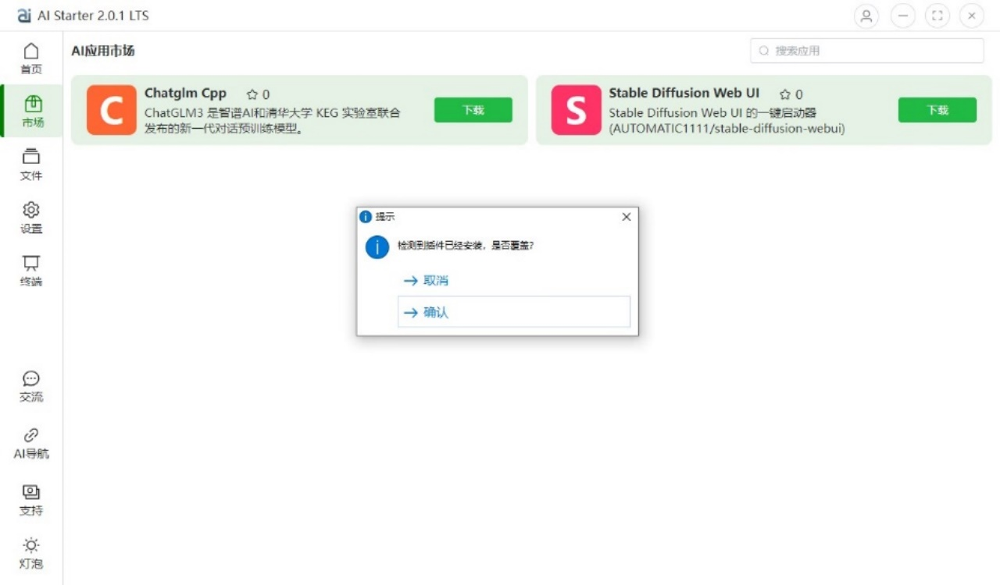 AI Starter 2.0.1 LTS
首页
市场
文件
设置
终端
交流
AI导航
支持
灯泡
AI应用市场
搜索应用
C
Chatglm Cpp 0
ChatGLM3 是智谱AI和清华大学 KEG 实验室联合
发布的新一代对话预训练模型。
下载
S
Stable Diffusion Web UI 0
Stable Diffusion Web UI 的一键启动器
(AUTOMATIC1111/stable-diffusion-webui)
下载
提示
检测到插件已经安装，是否覆盖?
取消
确认